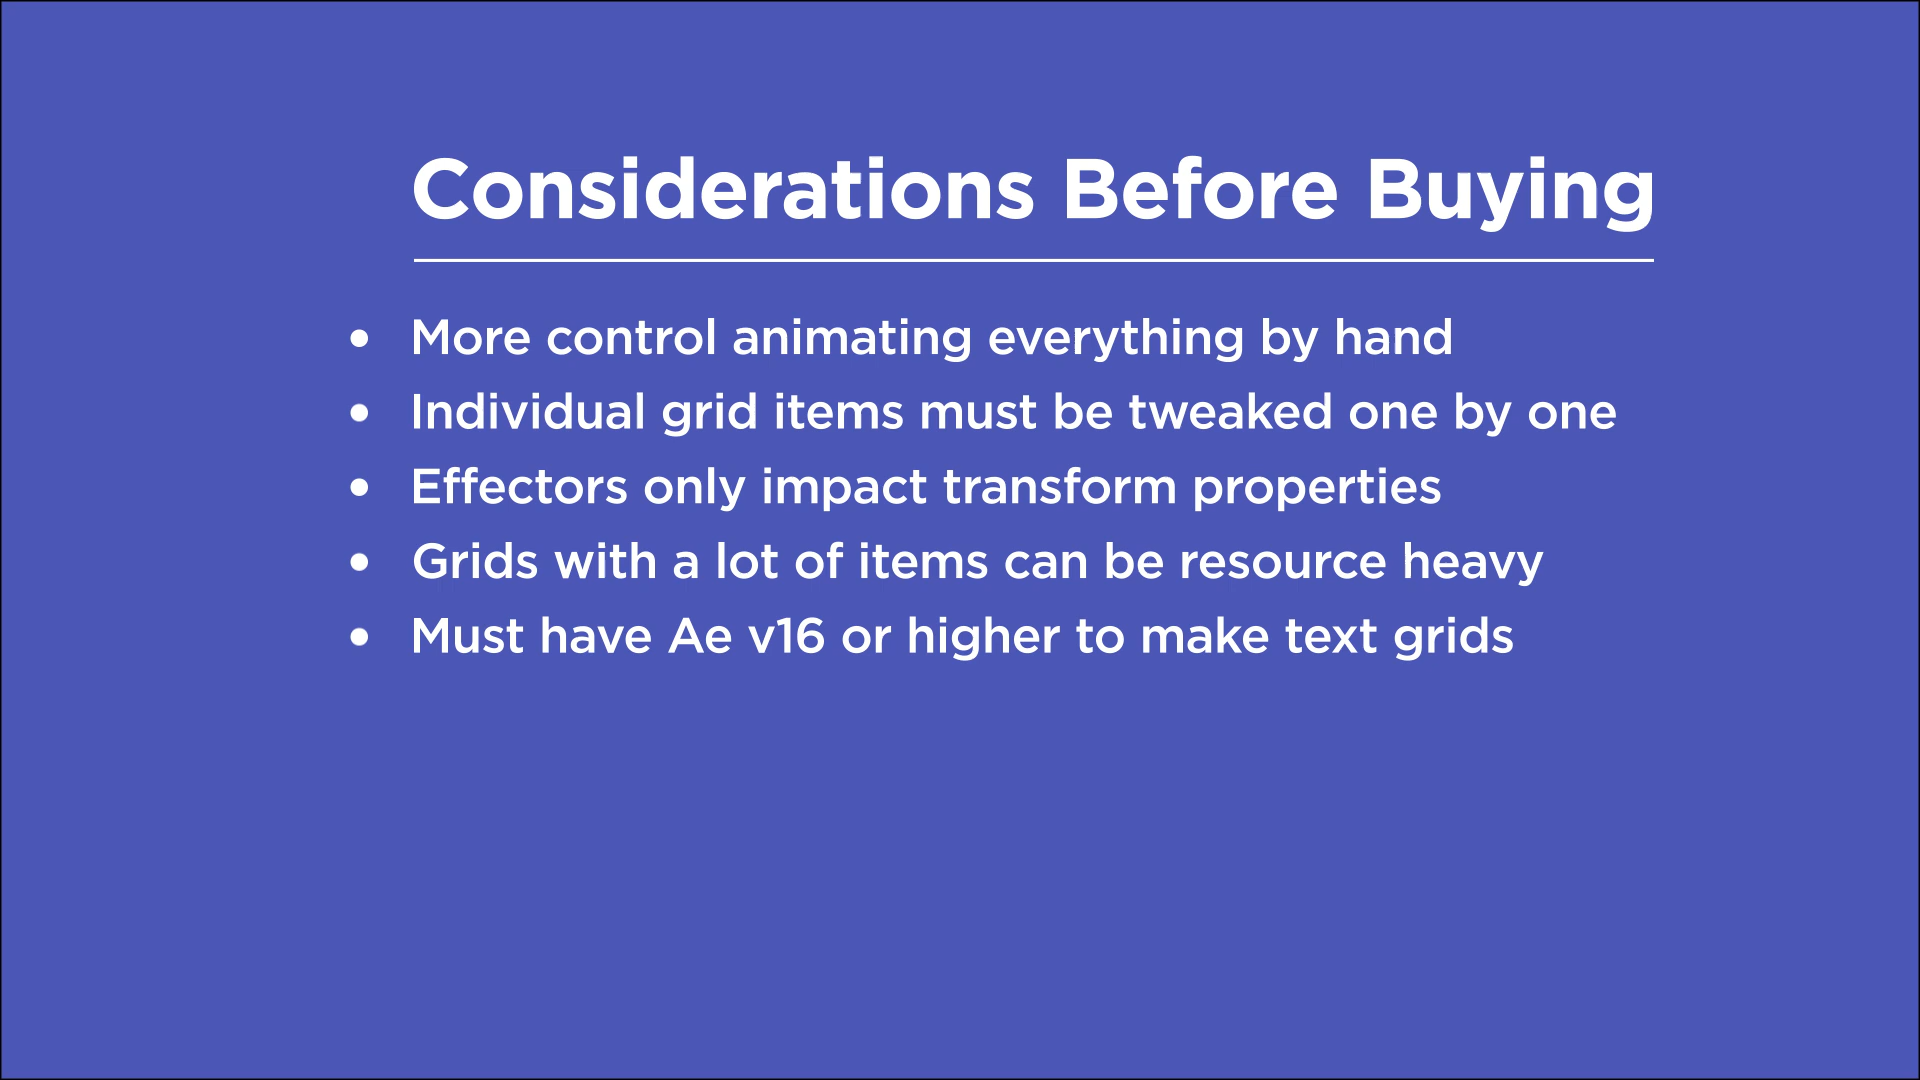 Considerations Before Buying
• More control animating everything by hand
• Individual grid items must be tweaked one by one
• Effectors only impact transform properties
• Grids with a lot of items can be resource heavy
• Must have Ae v16 or higher to make text grids